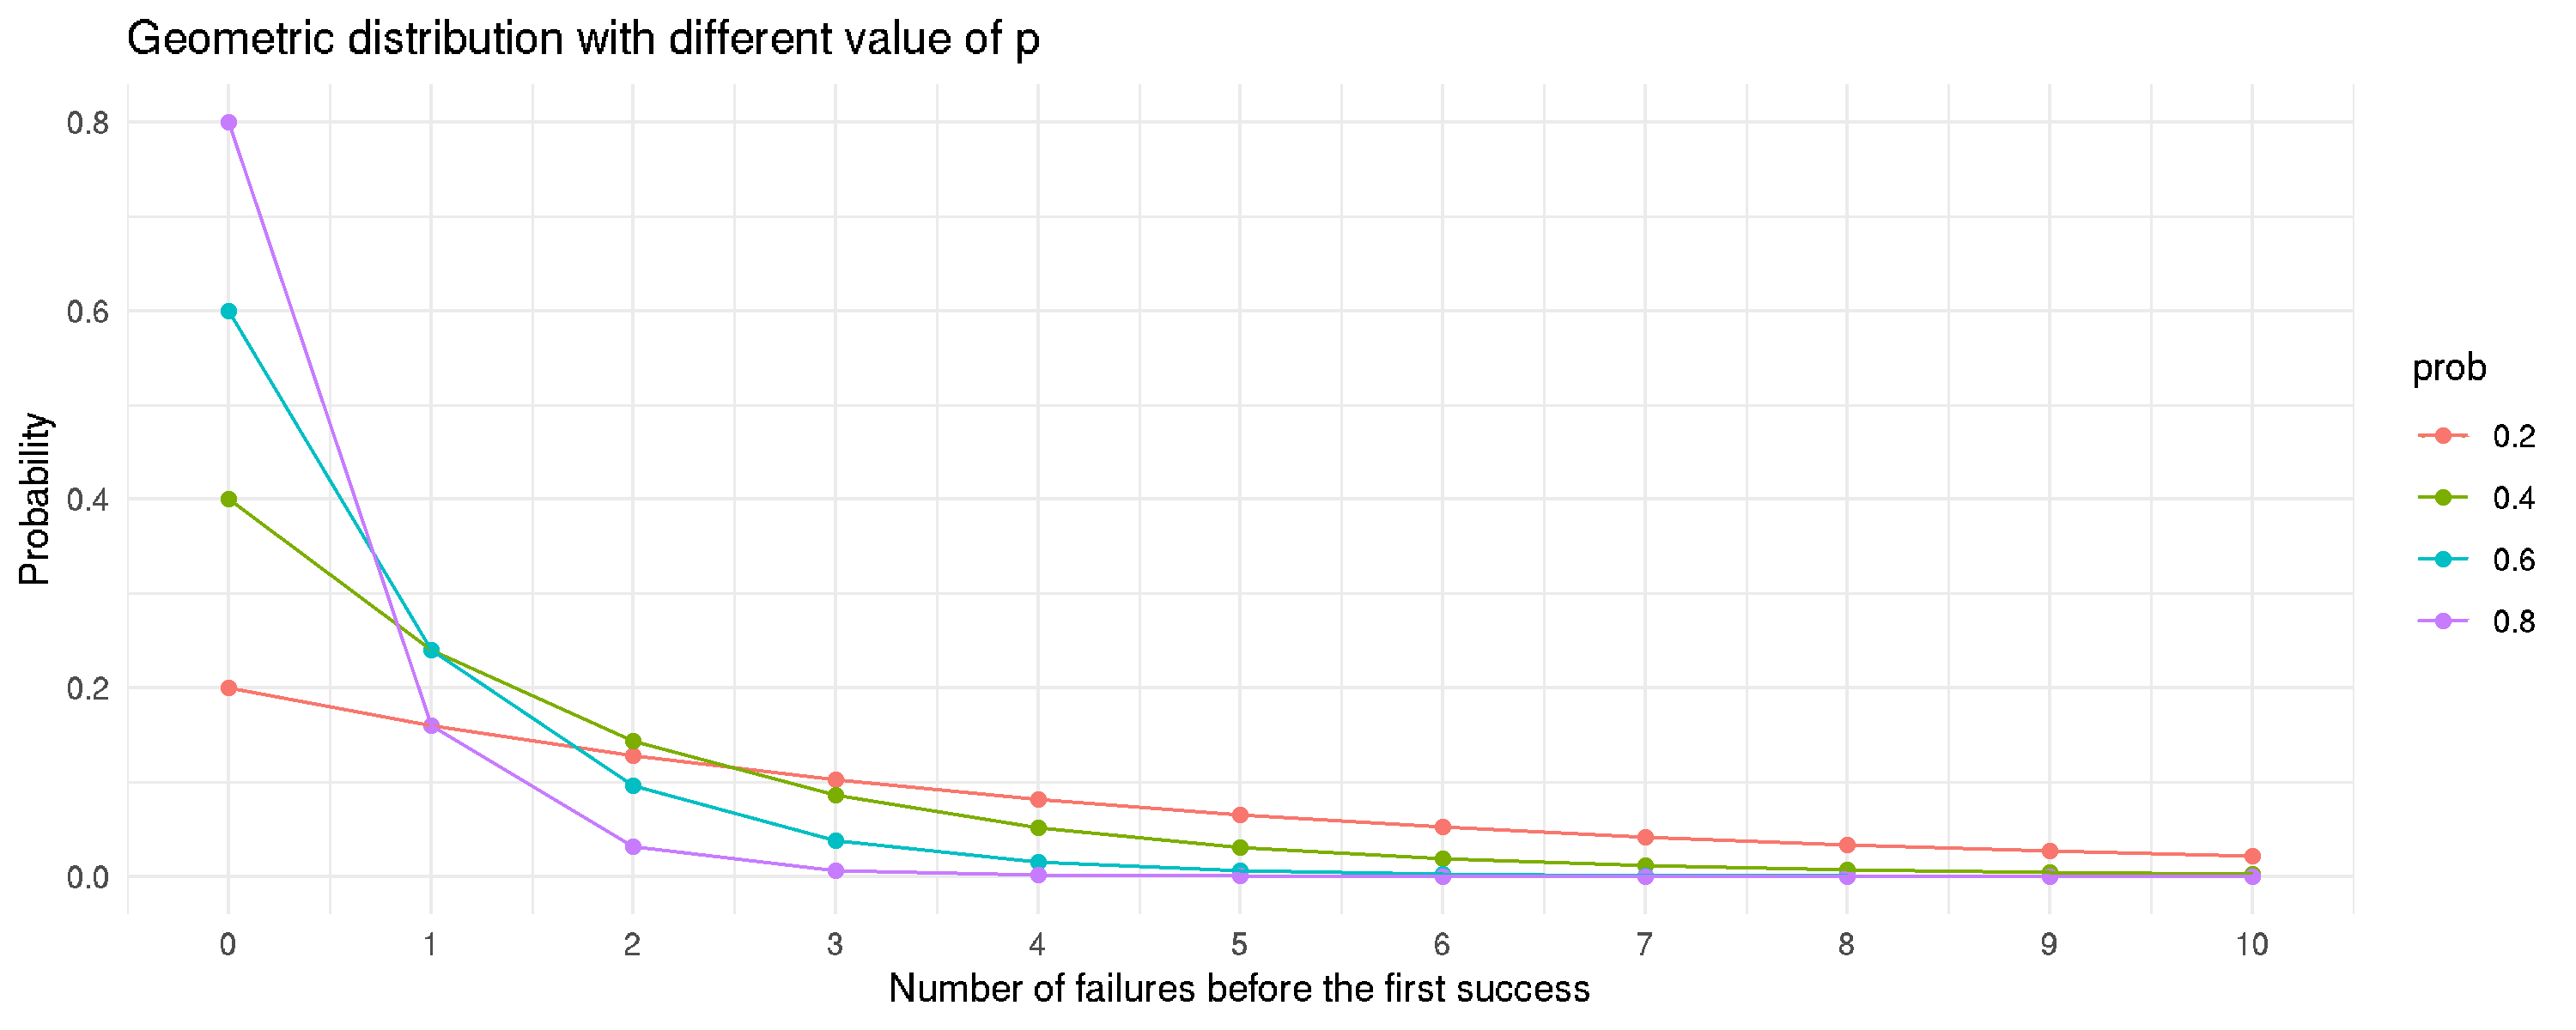 Geometric distribution with different value of p
Probability
0.8
0.6
0.4
0.2
0.0
0 1 2 3 4 5 6 7 8 9 10
Number of failures before the first success
prob
0.2
0.4
0.6
0.8